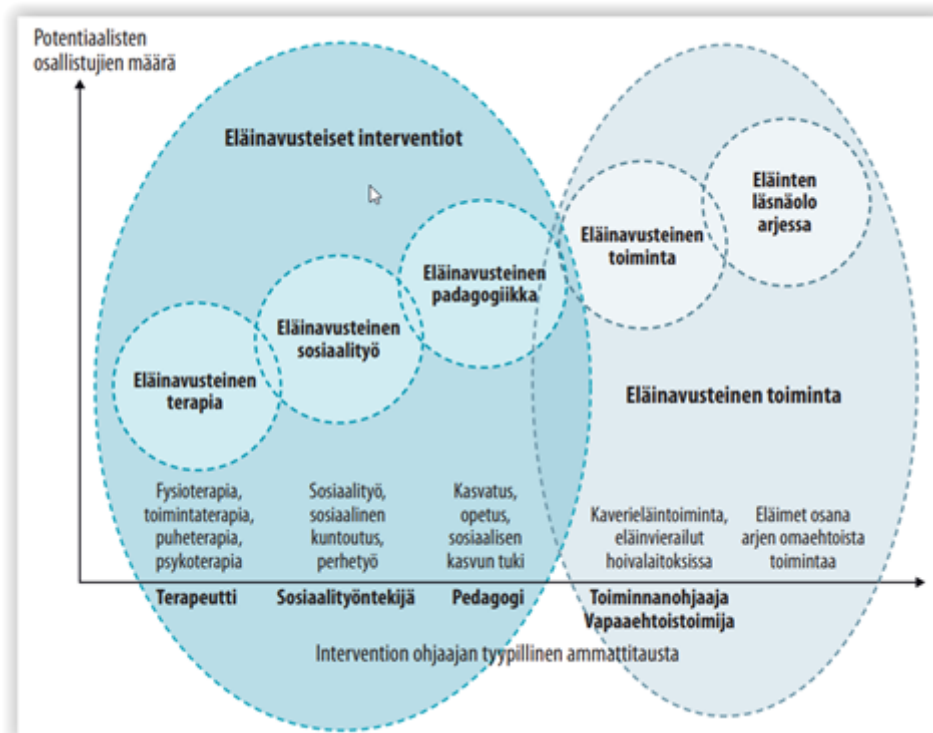 Potentiaalisten
osallistujien määrä
Eläinavusteiset interventiot
Eläinavusteinen
terapia
Eläinavusteinen
sosiaalityö
Eläinavusteinen
padagogiikka
Eläinavusteinen
toiminta
Eläinten
läsnäolo
arjessa
Eläinavusteinen toiminta
Fysioterapia,
toimintaterapia,
puheterapia,
psykoterapia
Sosiaalityö,
sosiaalinen
kuntoutus,
perhetyö
Kasvatus,
opetus,
sosiaalisen
kasvun tuki
Kaverieläintoiminta,
eläinvierailut
hoivalaitoksissa
Eläimet osana
arjen omaehtoista
toimintaa
Terapeutti
Sosiaalityöntekijä
Pedagogi
Toiminnanohjaaja
Vapaaehtoistoimija
Intervention ohjaajan tyypillinen ammattitausta